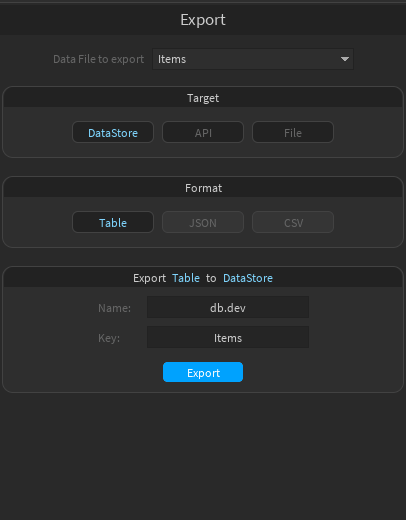 Export
Data File to export Items
Target
DataStore API File
Format
Table JSON CSV
Export Table to DataStore
Name: db.dev
Key: Items
Export